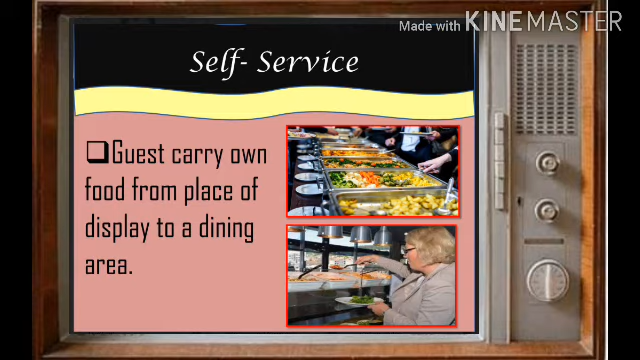 Made with KINEMASTER
Self- Service
❑Guest carry own
food from place of
display to a dining
area.